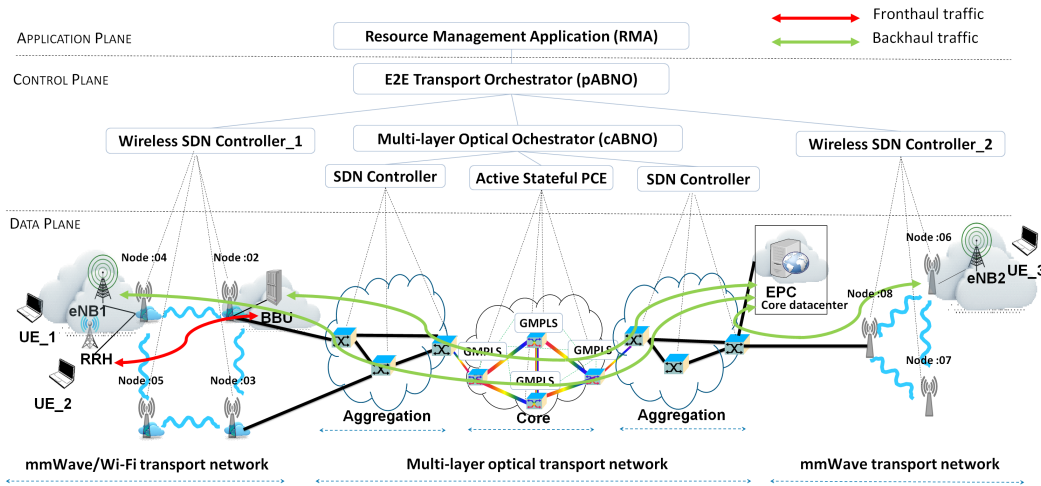 Fronthaul traffic
APPLICATION PLANE
Resource Management Application (RMA)
Backhaul traffic
CONTROL PLANE
E2E Transport Orchestrator (pABNO)
Wireless SDN Controller_1
Multi-layer Optical Ochestrator (cABNO)
Wireless SDN Controller_2
SDN Controller
Active Stateful PCE
SDN Controller
DATA PLANE
Node :04
Node :02
Node :06
UE_3
eNB2
eNB1
BBU
EPC
Core datacenter
Node :08
UE_1
RRH
GMPLS
GMPLS
GMPLS
GMPLS
Node :07
Node :05
Node :03
UE_2
Aggregation
Core
Aggregation
mmWave/Wi-Fi transport network
Multi-layer optical transport network
mmWave transport network